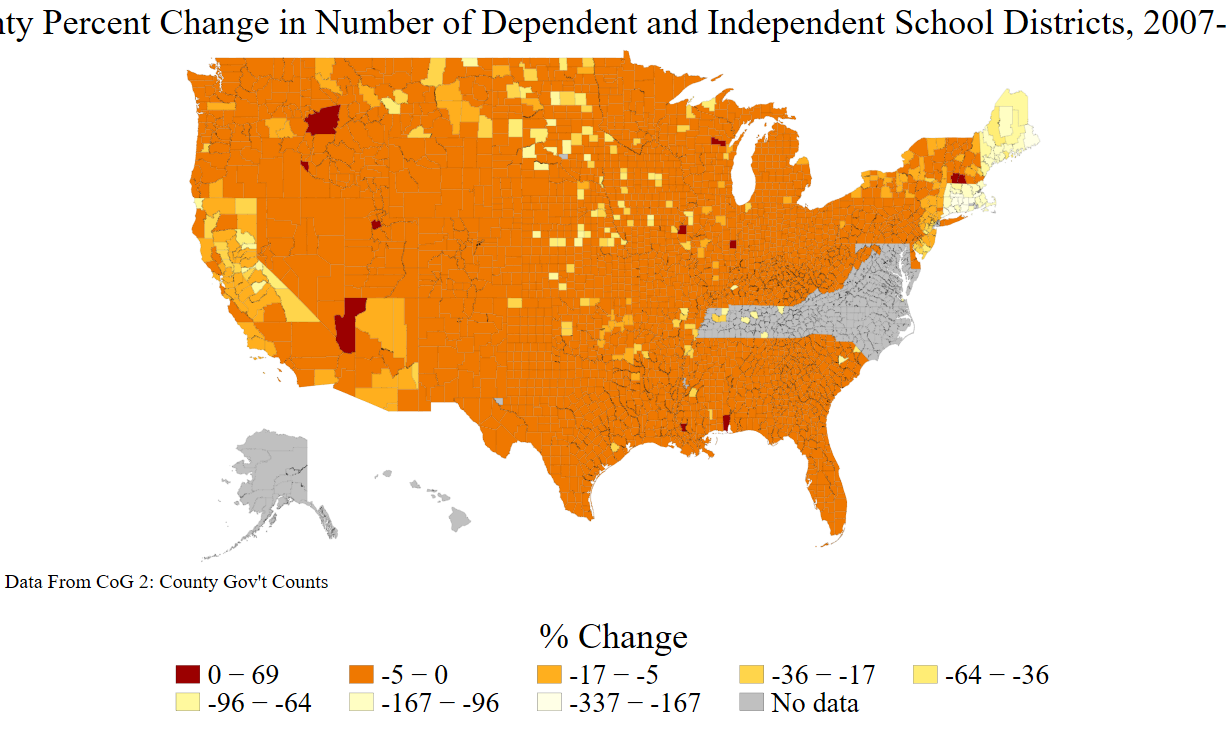 nty Percent Change in Number of Dependent and Independent School Districts, 2007-
Data From CoG 2: County Gov't Counts
% Change
0 − 69
-5 − 0
-17 − -5
-36 − -17
-64 − -36
-96 − -64
-167 − -96
-337 − -167
No data